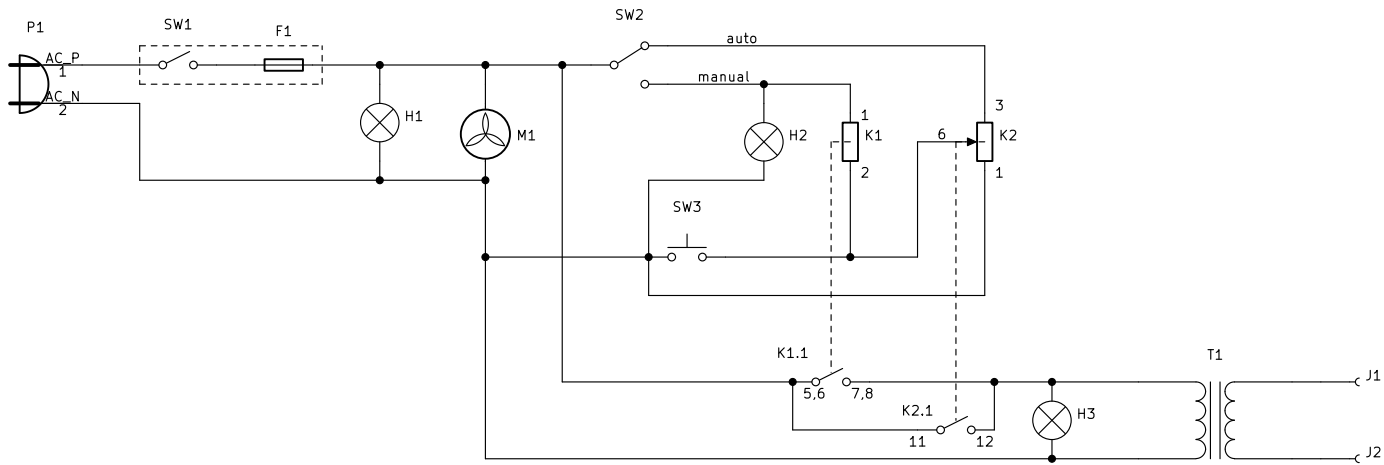 SW2
P1
SW1
F1
auto
AC_P
1
manual
AC_N
2
3
H1
1
M1
H2
K1
6
K2
2
1
SW3
K1.1
T1
J1
5,6
7,8
K2.1
H3
11
12
J2